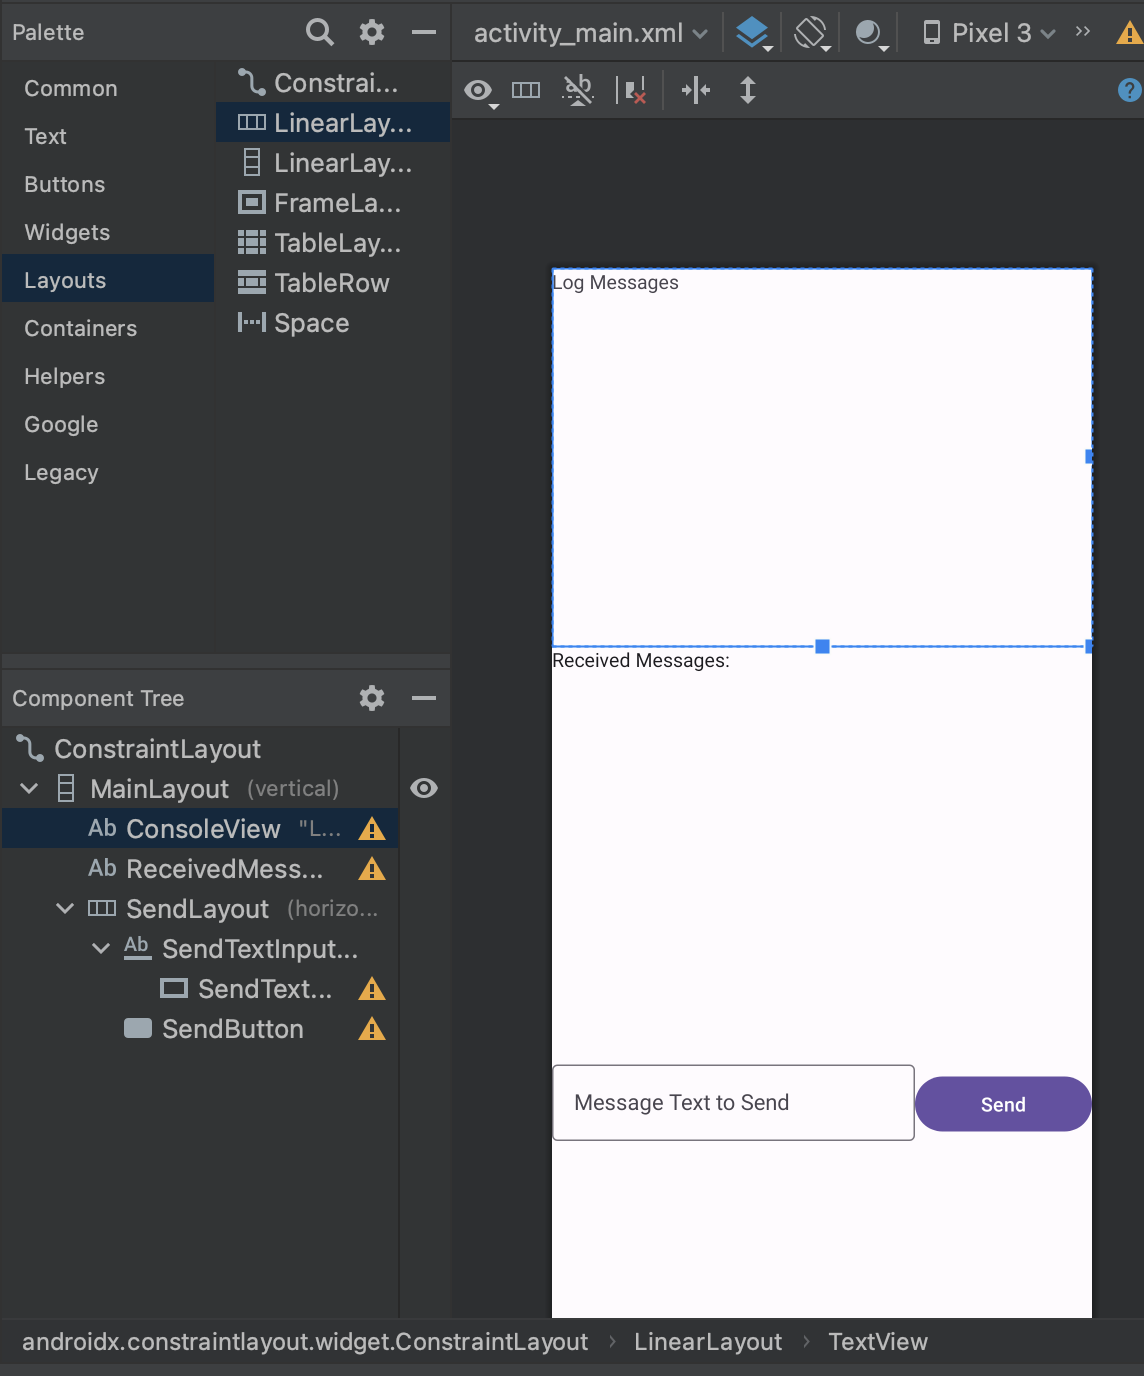 Palette
activity_main.xml
Pixel 3
Common
Text
Buttons
Widgets
Layouts
Containers
Helpers
Google
Legacy
Constrai...
LinearLay...
LinearLay...
FrameLa...
TableLay...
TableRow
Space
ab
Log Messages
Received Messages:
Message Text to Send
Send
Component Tree
ConstraintLayout
MainLayout (vertical)
Ab ConsoleView "L...
Ab ReceivedMess...
SendLayout (horizo...
Ab SendTextInput...
SendText...
SendButton
androidx.constraintlayout.widget.ConstraintLayout › LinearLayout › TextView